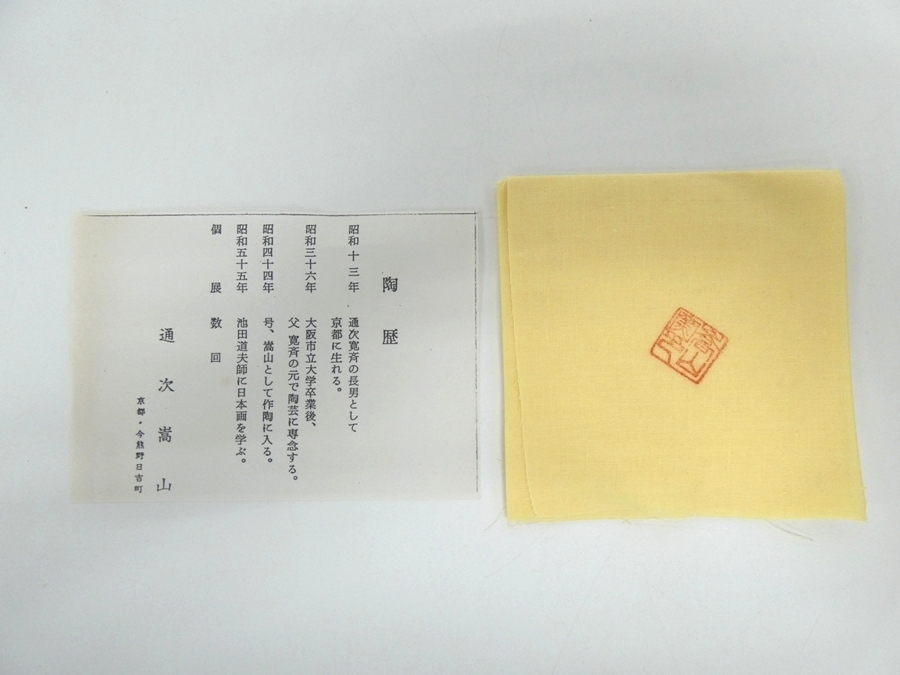 陶歴
昭和十三年 通次寛斉の長男として
京都に生れる。
昭和三十六年 大阪市立大学卒業後、
父 寛斉の元で陶芸に専念する。
昭和四十四年 号、嵩山として作陶に入る。
昭和五十五年 池田道夫師に日本画を学ぶ。
個展 数回
通次嵩山
京都・今熊野日吉町